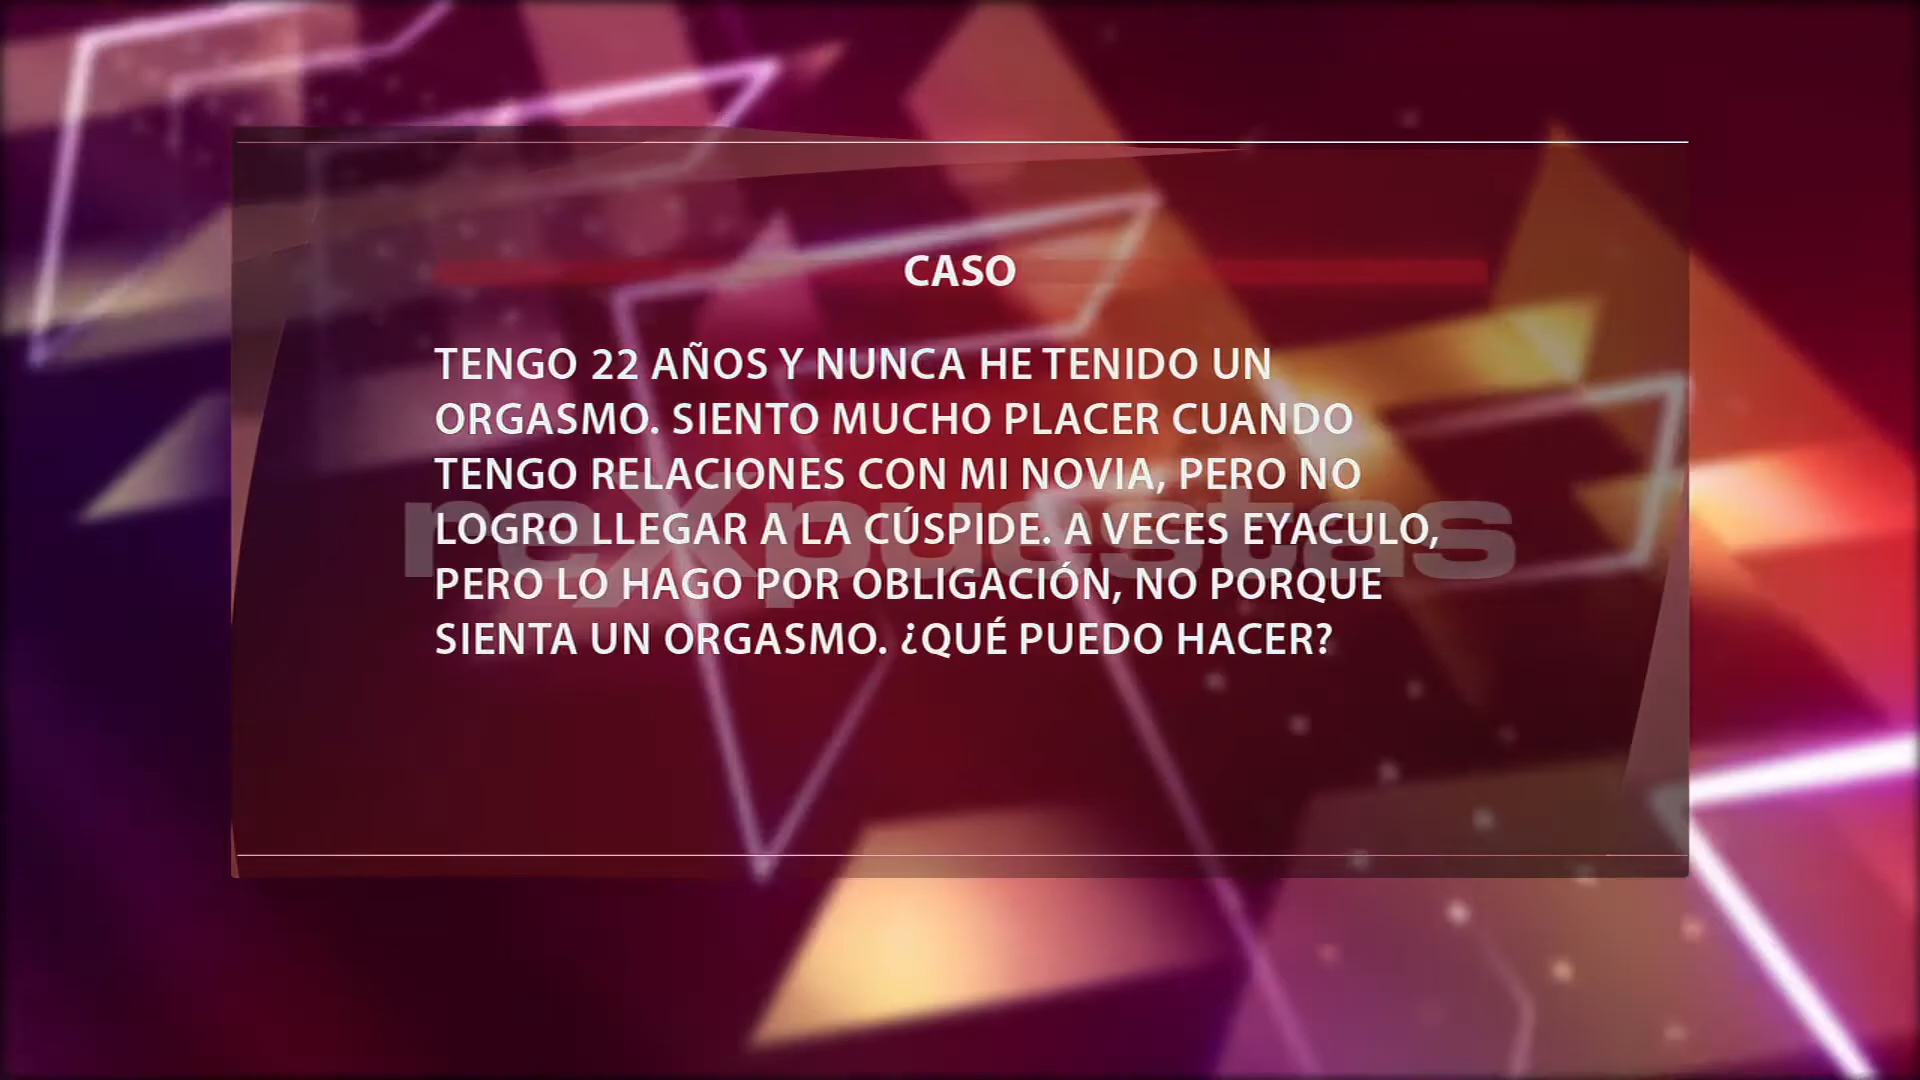 CASO
TENGO 22 AÑOS Y NUNCA HE TENIDO UN
ORGASMO. SIENTO MUCHO PLACER CUANDO
TENGO RELACIONES CON MI NOVIA, PERO NO
LOGRO LLEGAR A LA CÚSPIDE. A VECES EYACULO,
PERO LO HAGO POR OBLIGACIÓN, NO PORQUE
SIENTA UN ORGASMO. ¿QUÉ PUEDO HACER?
reXpuestas